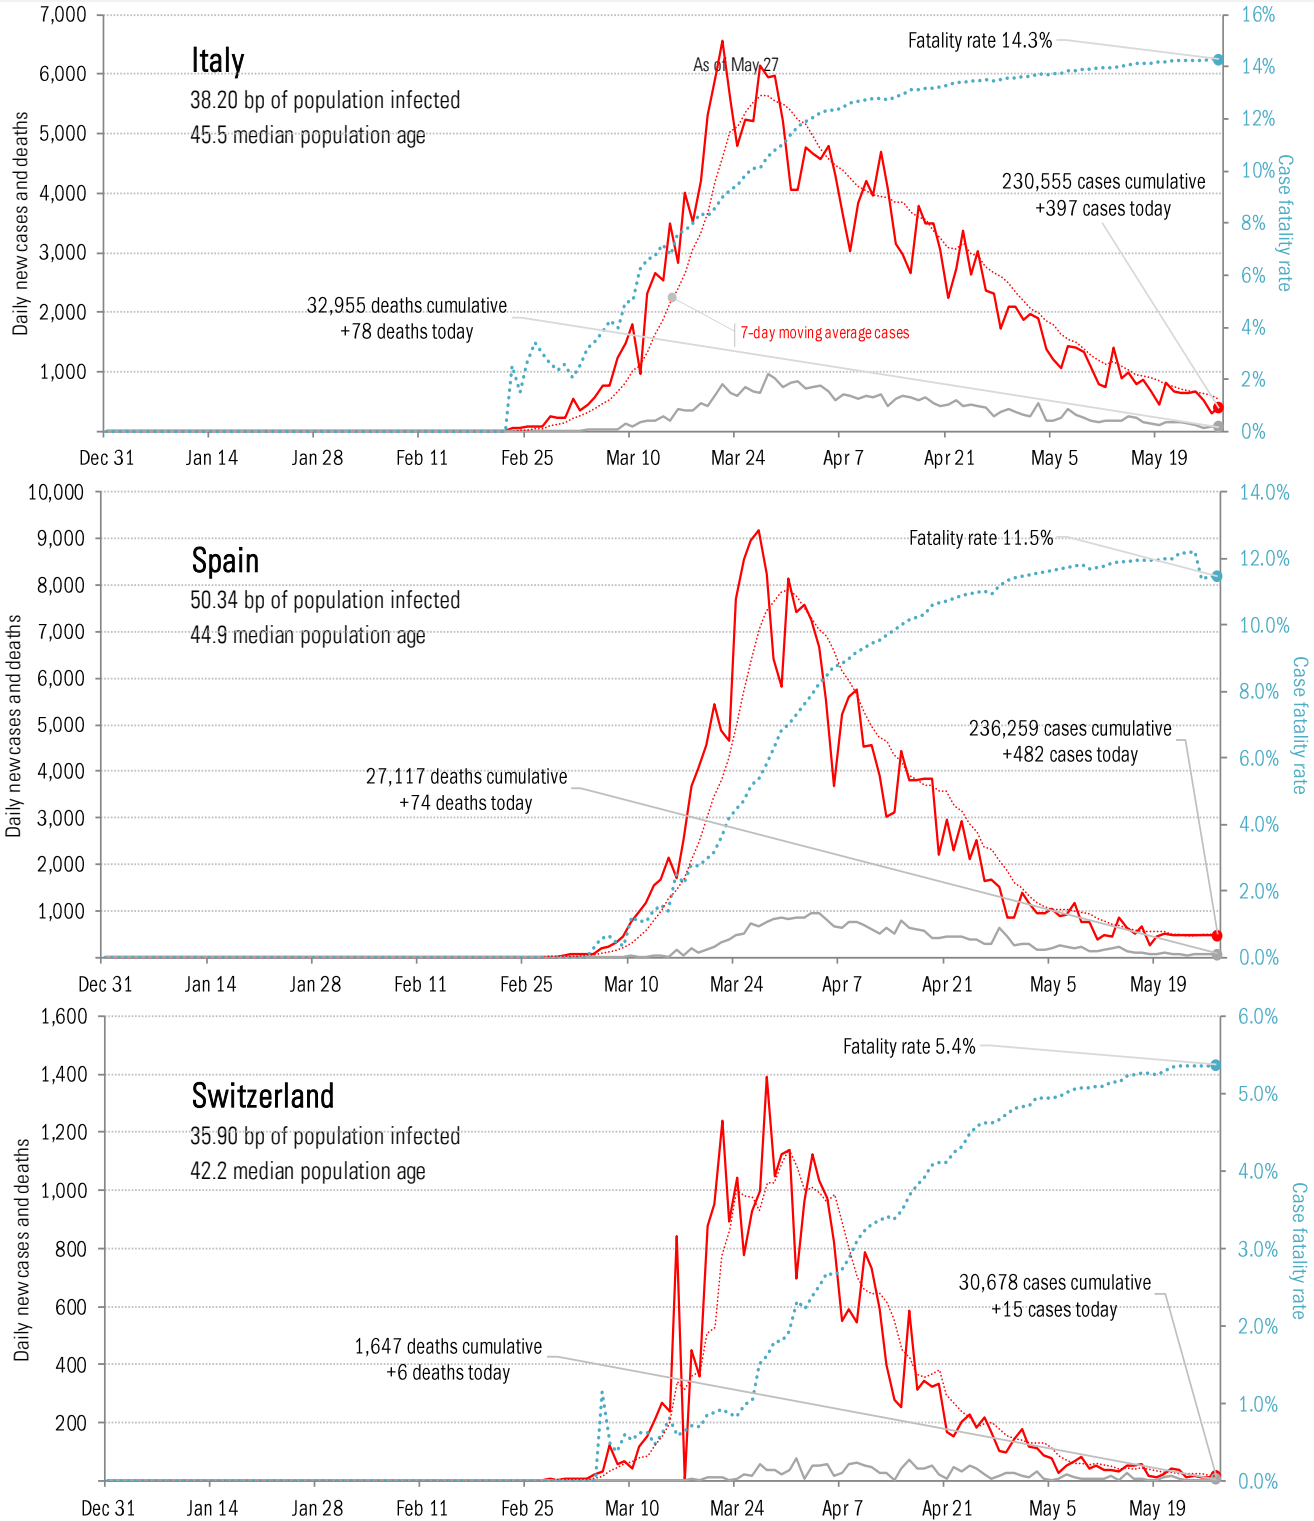 7,000
6,000
5,000
4,000
3,000
2,000
1,000
Daily new cases and deaths
Italy
38.20 bp of population infected
45.5 median population age
As of May 27
Fatality rate 14.3%
230,555 cases cumulative
+397 cases today
32,955 deaths cumulative
+78 deaths today
7-day moving average cases
16%
14%
12%
10%
8%
6%
4%
2%
0%
Case fatality rate
Dec 31 Jan 14 Jan 28 Feb 11 Feb 25 Mar 10 Mar 24 Apr 7 Apr 21 May 5 May 19
10,000
9,000
8,000
7,000
6,000
5,000
4,000
3,000
2,000
1,000
Daily new cases and deaths
Spain
50.34 bp of population infected
44.9 median population age
Fatality rate 11.5%
236,259 cases cumulative
+482 cases today
27,117 deaths cumulative
+74 deaths today
14.0%
12.0%
10.0%
8.0%
6.0%
4.0%
2.0%
0.0%
Case fatality rate
Dec 31 Jan 14 Jan 28 Feb 11 Feb 25 Mar 10 Mar 24 Apr 7 Apr 21 May 5 May 19
1,600
1,400
1,200
1,000
800
600
400
200
Daily new cases and deaths
Switzerland
35.90 bp of population infected
42.2 median population age
Fatality rate 5.4%
30,678 cases cumulative
+15 cases today
1,647 deaths cumulative
+6 deaths today
6.0%
5.0%
4.0%
3.0%
2.0%
1.0%
0.0%
Case fatality rate
Dec 31 Jan 14 Jan 28 Feb 11 Feb 25 Mar 10 Mar 24 Apr 7 Apr 21 May 5 May 19